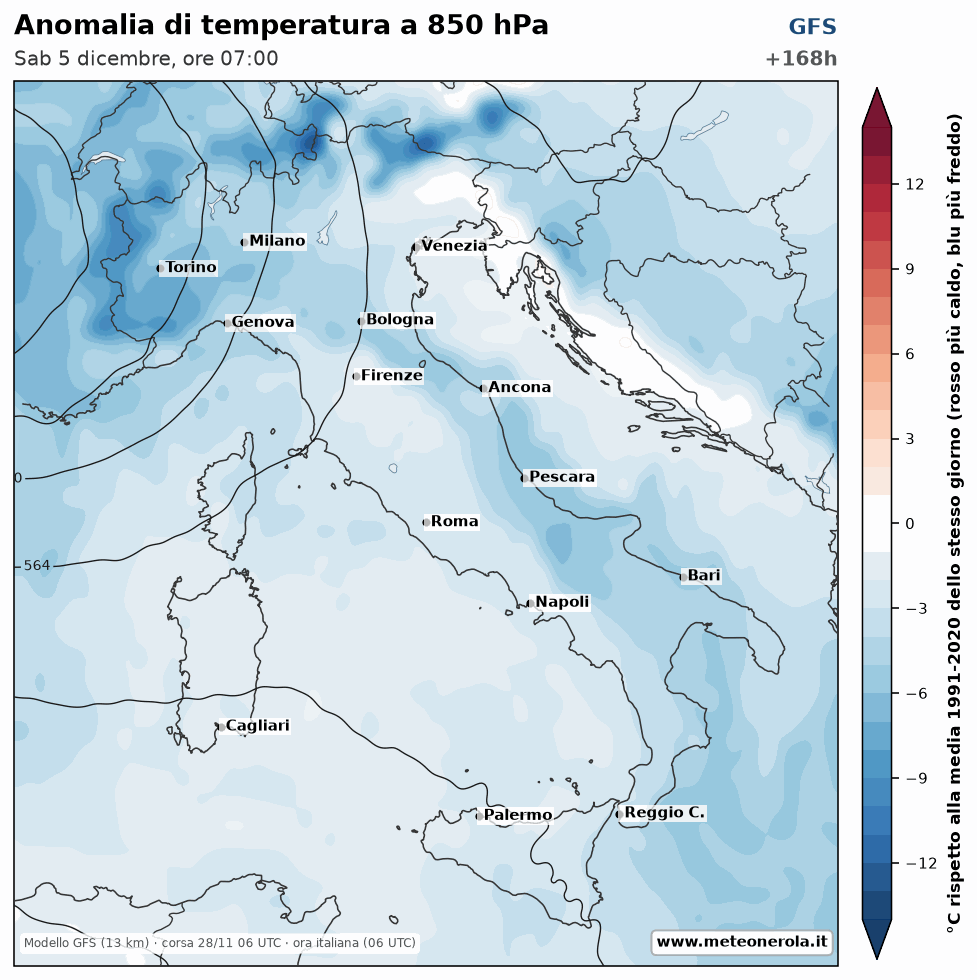 Anomalia di temperatura a 850 hPa
GFS
Sab 5 dicembre, ore 07:00
+168h
Milano
Venezia
Torino
Genova
Bologna
Firenze
Ancona
0
Pescara
Roma
564
Bari
Napoli
Cagliari
Palermo
Reggio C.
Modello GFS (13 km) · corsa 28/11 06 UTC · ora italiana (06 UTC)
www.meteonerola.it
12
9
6
3
0
−3
−6
−9
−12
°C rispetto alla media 1991-2020 dello stesso giorno (rosso più caldo, blu più freddo)